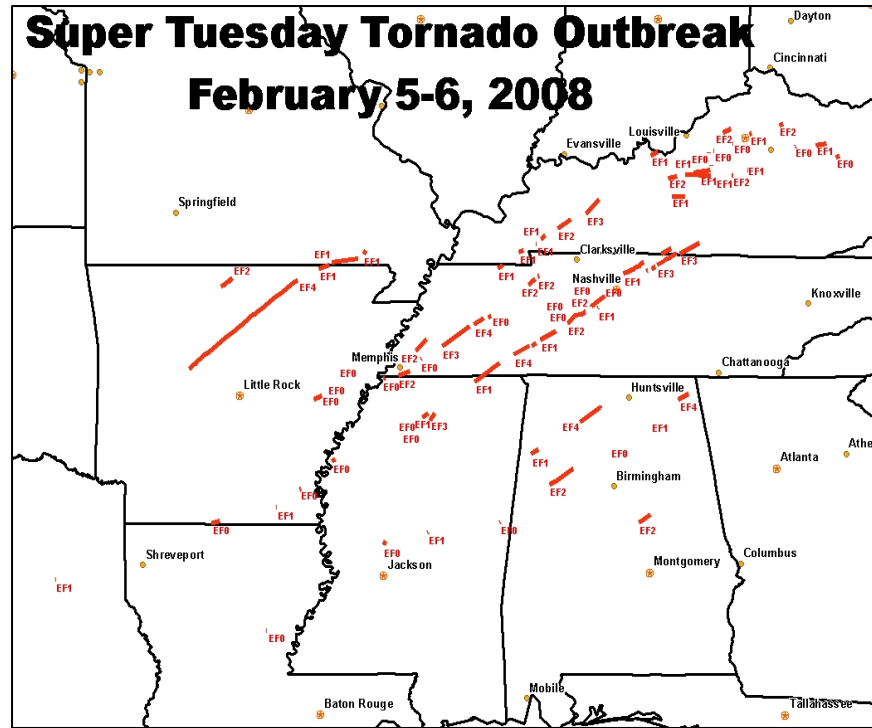 Super Tuesday Tornado Outbreak
February 5-6, 2008
Dayton
Cincinnati
Louisville
Evansville
EF2
EF1
EF2
EF0
EF1
EF1
EF0
EF0
EF1
EF0
EF2
EF1
EF1
EF2
EF1
EF1
Springfield
EF3
EF2
EF1
EF1
EF1
Clarksville
EF1
EF1
EF1
EF1
EF2
EF4
EF2
EF2
Nashville
EF3
EF3
EF1
EF0
EF0
EF2
EF0
EF0
EF1
Knoxville
EF0
EF4
EF2
EF1
EF3
EF2
EF0
EF4
Memphis
Chattanooga
EF0
EF0
EF2
EF1
Little Rock
EF0
EF0
Huntsville
EF4
EF0
EF1
EF3
EF4
EF1
EF0
Athe
EF1
EF0
Atlanta
EF0
Birmingham
EF2
EF0
EF1
EF0
EF0
EF1
EF2
EF0
Shreveport
Jackson
Montgomery
Columbus
EF1
EF0
Mobile
Baton Rouge
Tallahassee